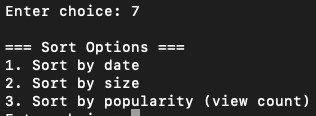 Enter choice: 7
=== Sort Options ===
1. Sort by date
2. Sort by size
3. Sort by popularity (view count)